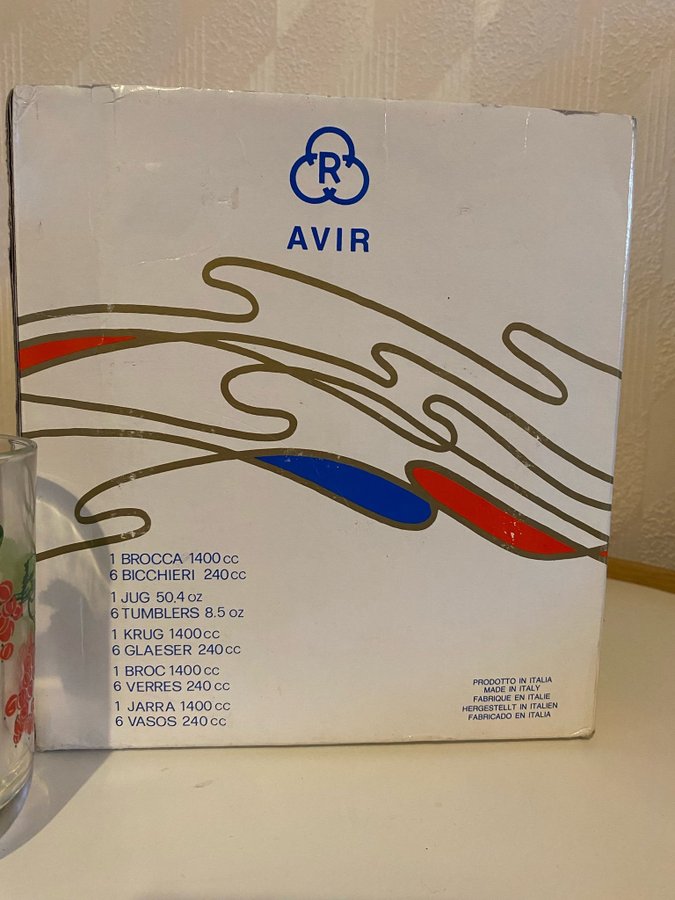 R
AVIR
1 BROCCA 1400 cc
6 BICCHIERI 240 cc
1 JUG 50,4 oz
6 TUMBLERS 8.5 oz
1 KRUG 1400 cc
6 GLAESER 240 cc
1 BROC 1400 cc
6 VERRES 240 cc
1 JARRA 1400 cc
6 VASOS 240 cc
PRODOTTO IN ITALIA
MADE IN ITALY
FABRIQUE EN ITALIE
HERGESTELLT IN ITALIEN
FABRICADO EN ITALIA